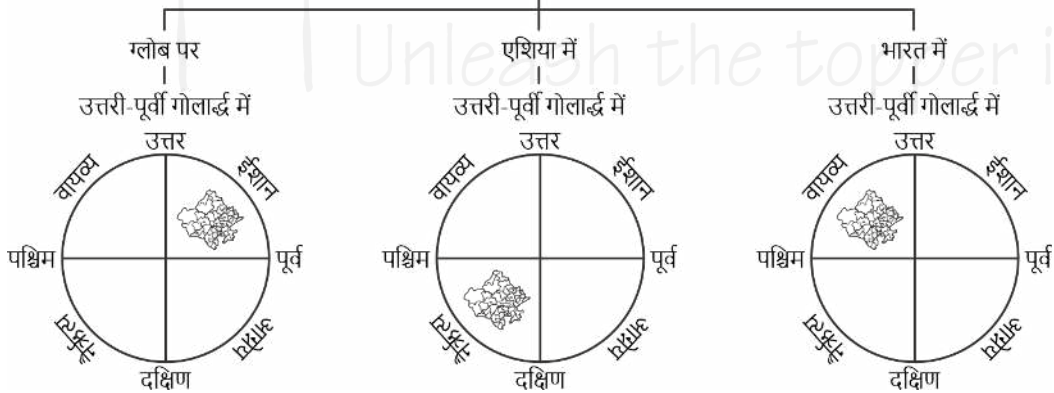 ग्लोब पर
एशिया में
भारत में
Unleash the topper i
उत्तरी-पूर्वी गोलार्द्ध में
उत्तरी-पूर्वी गोलार्द्ध में
उत्तरी-पूर्वी गोलार्द्ध में
उत्तर
वायव्य
ईशान
पश्चिम
पूर्व
नैर्ऋत्य
आग्नेय
दक्षिण
उत्तर
वायव्य
ईशान
पश्चिम
पूर्व
नैर्ऋत्य
आग्नेय
दक्षिण
उत्तर
वायव्य
ईशान
पश्चिम
पूर्व
नैर्ऋत्य
आग्नेय
दक्षिण